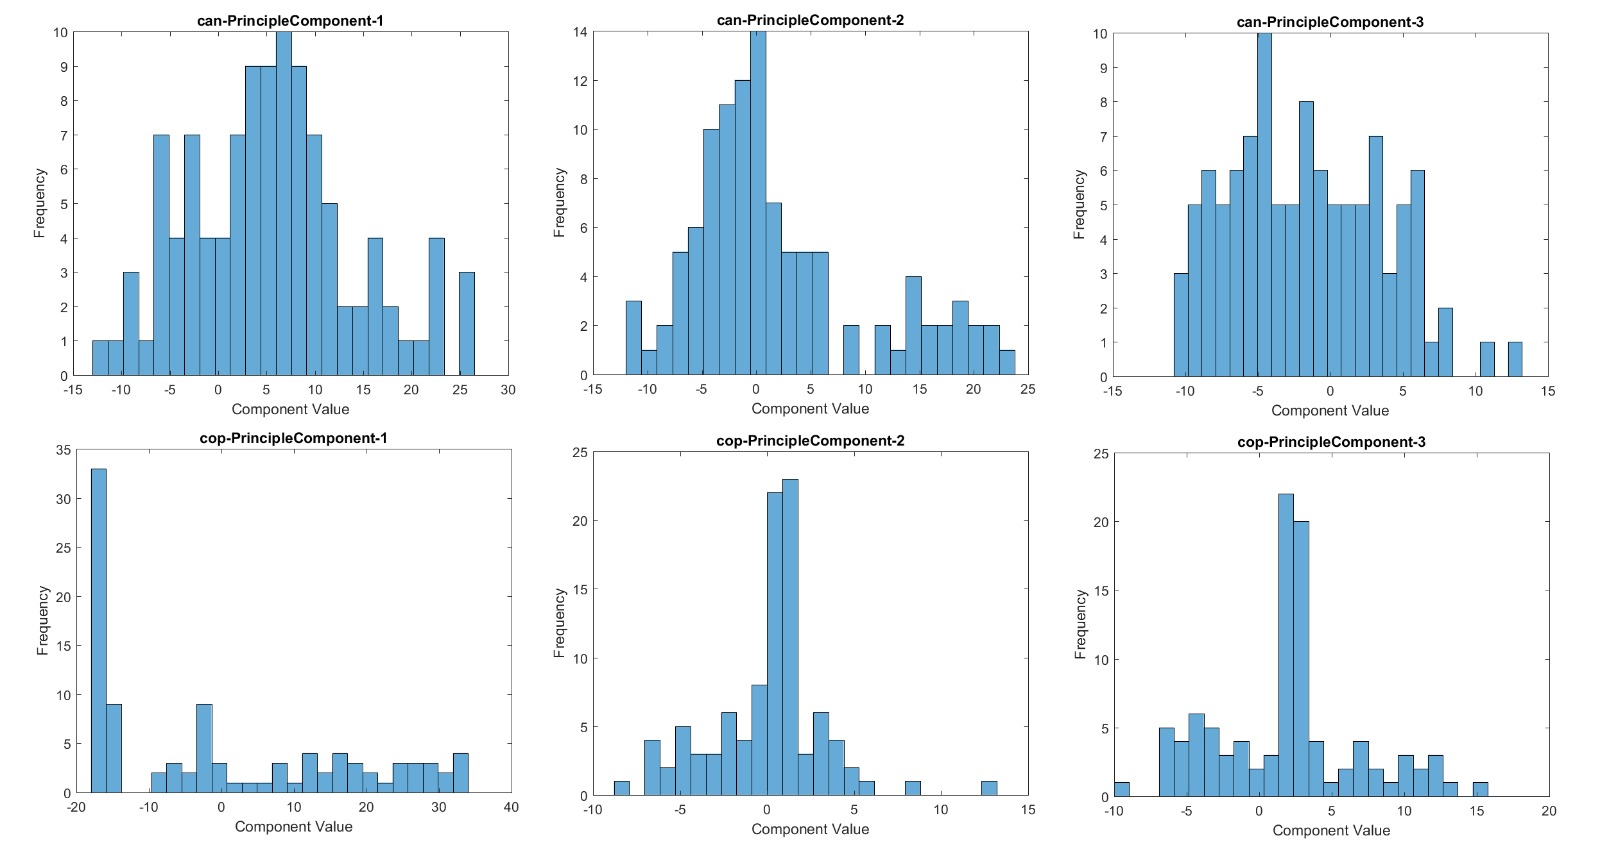 can-PrincipleComponent-1
10
9
8
7
6
5
4
3
2
1
0
Frequency
-15 -10 -5 0 5 10 15 20 25 30
Component Value
can-PrincipleComponent-2
14
12
10
8
6
4
2
0
Frequency
-15 -10 -5 0 5 10 15 20 25
Component Value
can-PrincipleComponent-3
10
9
8
7
6
5
4
3
2
1
0
Frequency
-15 -10 -5 0 5 10 15
Component Value
cop-PrincipleComponent-1
35
30
25
20
15
10
5
0
Frequency
-20 -10 0 10 20 30 40
Component Value
cop-PrincipleComponent-2
25
20
15
10
5
0
Frequency
-10 -5 0 5 10 15
Component Value
cop-PrincipleComponent-3
25
20
15
10
5
0
Frequency
-10 -5 0 5 10 15 20
Component Value